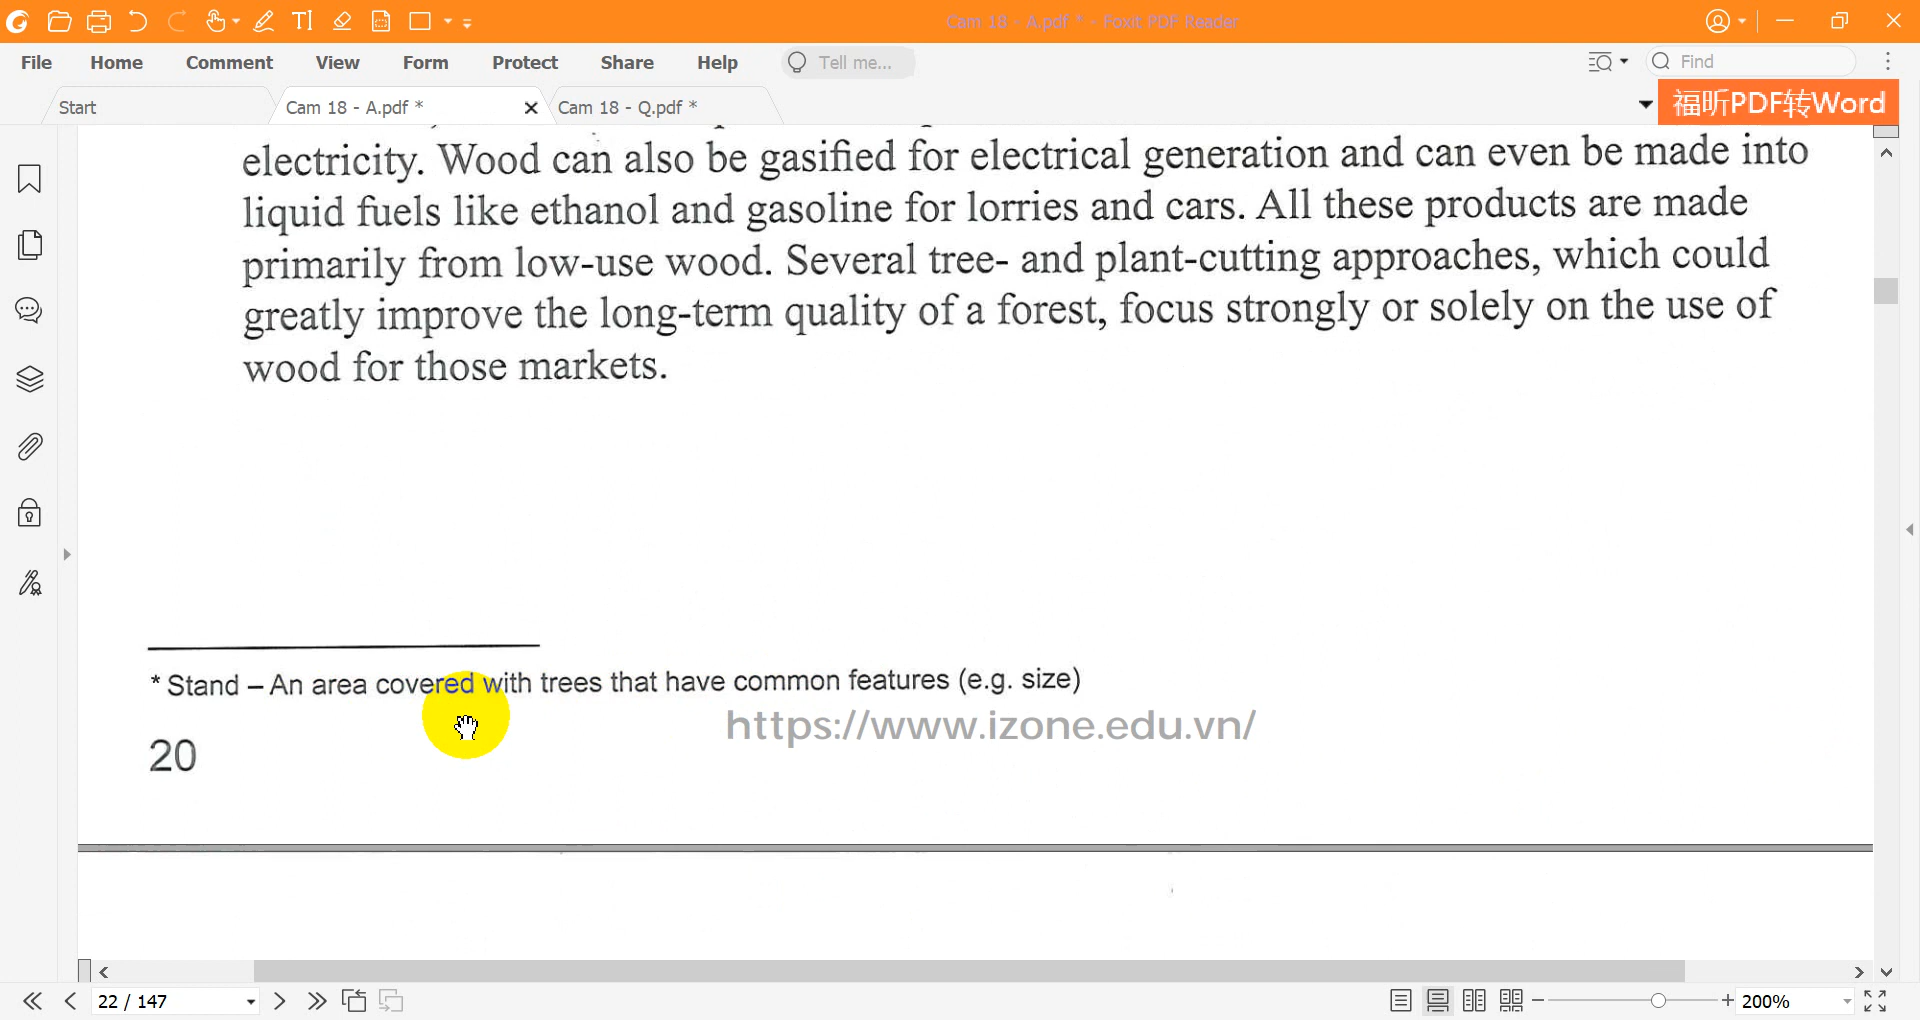 Cam 18 - A.pdf * - Foxit PDF Reader
File Home Comment View Form Protect Share Help Tell me... Find
Start Cam 18 - A.pdf * Cam 18 - Q.pdf * 福昕PDF转Word
electricity. Wood can also be gasified for electrical generation and can even be made into
liquid fuels like ethanol and gasoline for lorries and cars. All these products are made
primarily from low-use wood. Several tree- and plant-cutting approaches, which could
greatly improve the long-term quality of a forest, focus strongly or solely on the use of
wood for those markets.
* Stand – An area covered with trees that have common features (e.g. size)
https://www.izone.edu.vn/
20
22 / 147 200%